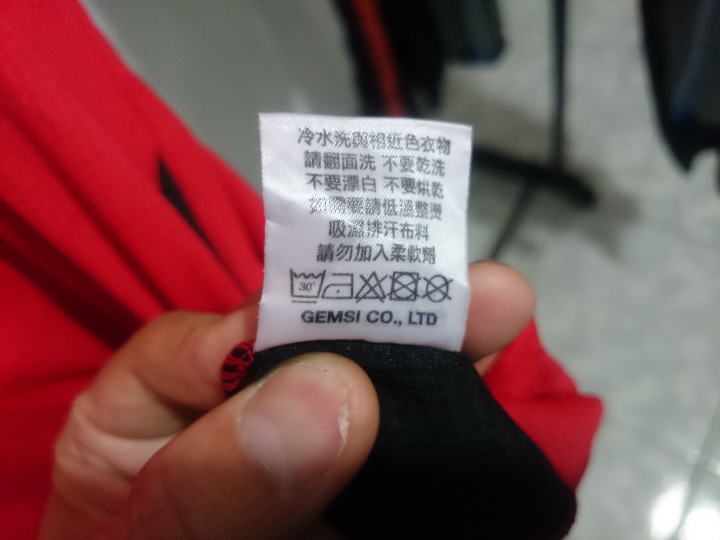 冷水洗與相近色衣物
請翻面洗 不要乾洗
不要漂白 不要烘乾
如需要請低溫整燙
吸濕排汗布料
請勿加入柔軟劑
30°
GEMSI CO., LTD